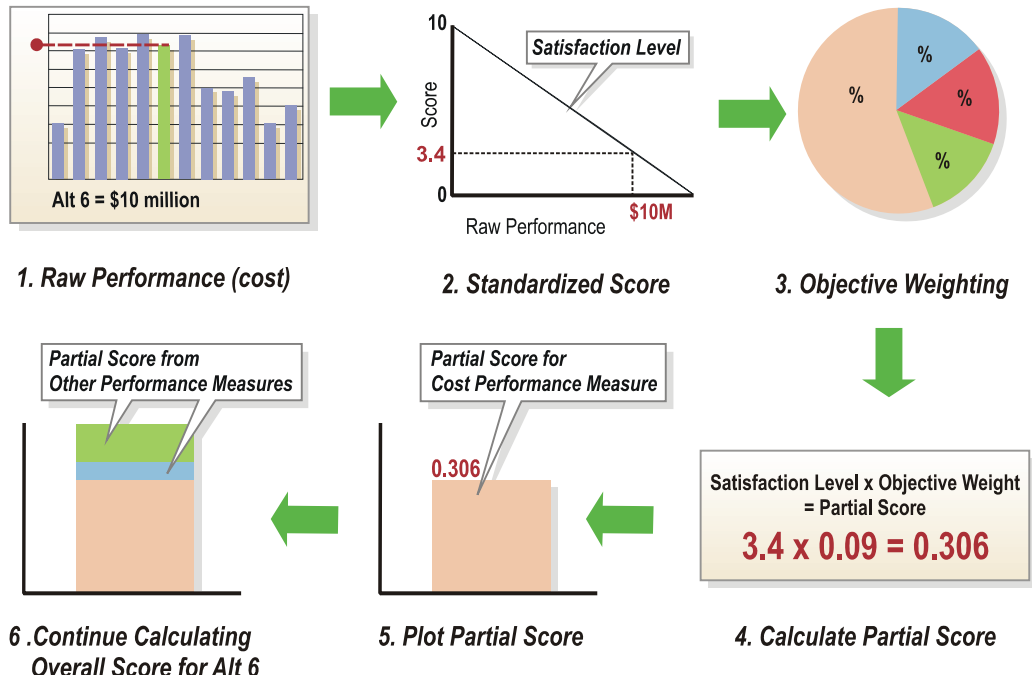 Alt 6 = $10 million
1. Raw Performance (cost)
10
Satisfaction Level
Score
3.4
0
$10M
Raw Performance
2. Standardized Score
%
%
%
%
3. Objective Weighting
Satisfaction Level x Objective Weight
= Partial Score
3.4 x 0.09 = 0.306
4. Calculate Partial Score
Partial Score for
Cost Performance Measure
0.306
5. Plot Partial Score
Partial Score from
Other Performance Measures
6 .Continue Calculating
Overall Score for Alt 6